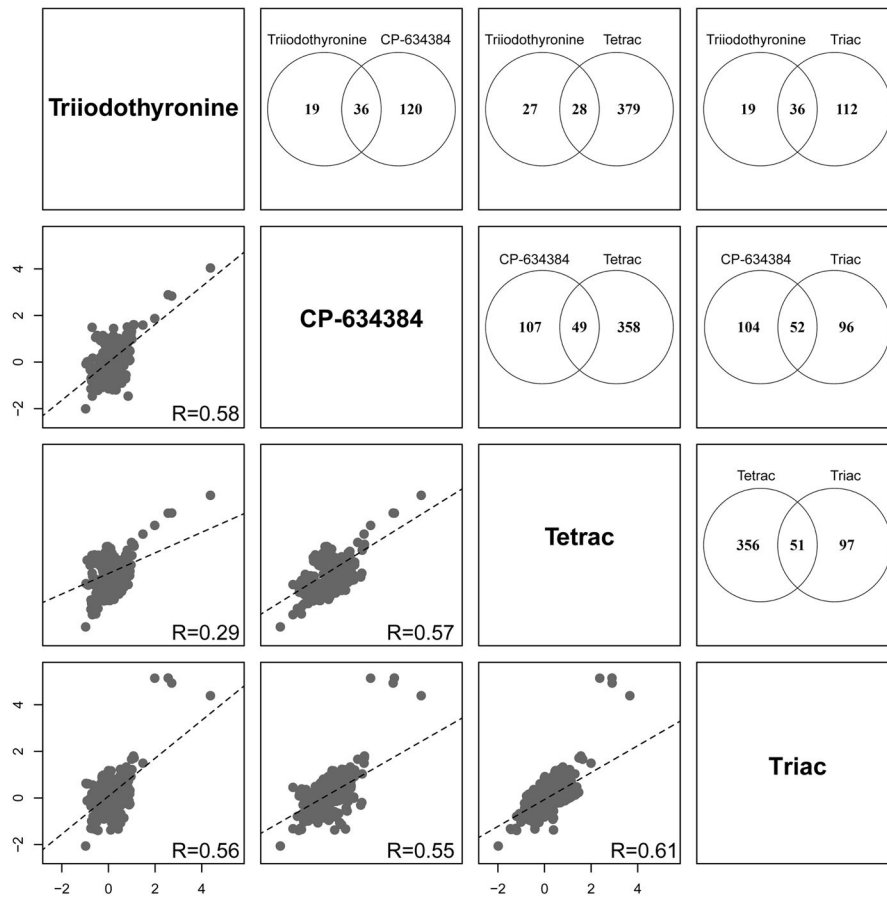 Triiodothyronine
Triiodothyronine CP-634384
19 36 120
Triiodothyronine Tetrac
27 28 379
Triiodothyronine Triac
19 36 112
4
2
0
−2
R=0.58
CP-634384
CP-634384 Tetrac
107 49 358
CP-634384 Triac
104 52 96
R=0.29
R=0.57
Tetrac
Tetrac Triac
356 51 97
4
2
0
−2
R=0.56
R=0.55
R=0.61
Triac
−2 0 2 4
−2 0 2 4